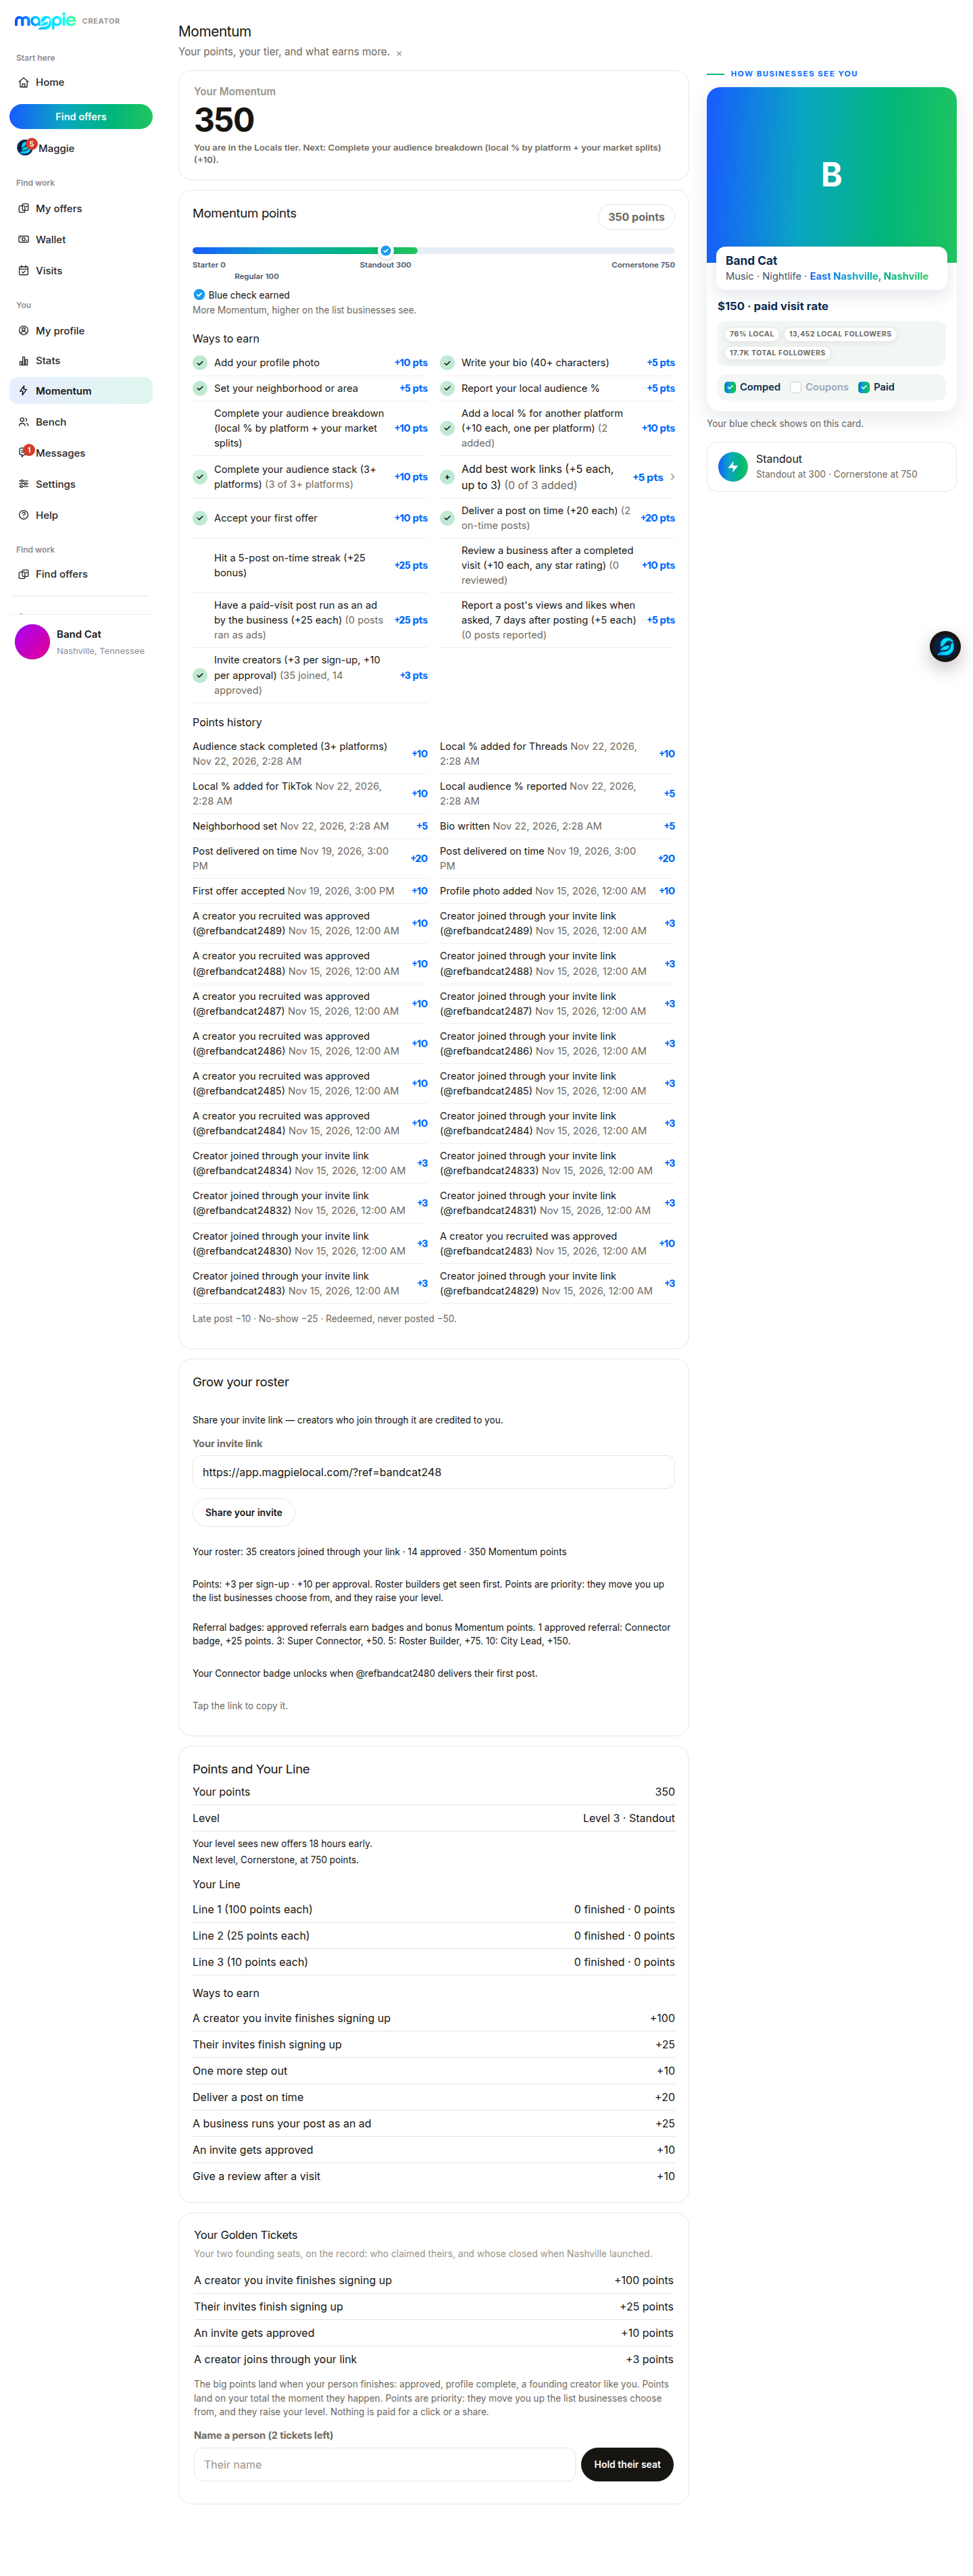 magpie CREATOR
Start here
Home
Find offers
5
Maggie
Find work
My offers
Wallet
Visits
You
My profile
Stats
Momentum
Bench
1
Messages
Settings
Help
Find work
Find offers
Band Cat
Nashville, Tennessee
Momentum
Your points, your tier, and what earns more. ×
Your Momentum
350
You are in the Locals tier. Next: Complete your audience breakdown (local % by platform + your market splits)
(+10).
Momentum points
350 points
Starter 0
Regular 100
Standout 300
Cornerstone 750
Blue check earned
More Momentum, higher on the list businesses see.
Ways to earn
Add your profile photo +10 pts
Write your bio (40+ characters) +5 pts
Set your neighborhood or area +5 pts
Report your local audience % +5 pts
Complete your audience breakdown
(local % by platform + your market +10 pts
splits)
Add a local % for another platform
(+10 each, one per platform) (2 +10 pts
added)
Complete your audience stack (3+
platforms) (3 of 3+ platforms) +10 pts
Add best work links (+5 each,
up to 3) (0 of 3 added) +5 pts ›
Accept your first offer +10 pts
Deliver a post on time (+20 each) (2
on-time posts) +20 pts
Hit a 5-post on-time streak (+25
bonus) +25 pts
Review a business after a completed
visit (+10 each, any star rating) (0 +10 pts
reviewed)
Have a paid-visit post run as an ad
by the business (+25 each) (0 posts +25 pts
ran as ads)
Report a post's views and likes when
asked, 7 days after posting (+5 each) +5 pts
(0 posts reported)
Invite creators (+3 per sign-up, +10
per approval) (35 joined, 14 +3 pts
approved)
Points history
Audience stack completed (3+ platforms)
Nov 22, 2026, 2:28 AM +10
Local % added for Threads Nov 22, 2026,
2:28 AM +10
Local % added for TikTok Nov 22, 2026,
2:28 AM +10
Local audience % reported Nov 22, 2026,
2:28 AM +5
Neighborhood set Nov 22, 2026, 2:28 AM +5
Bio written Nov 22, 2026, 2:28 AM +5
Post delivered on time Nov 19, 2026, 3:00
PM +20
Post delivered on time Nov 19, 2026, 3:00
PM +20
First offer accepted Nov 19, 2026, 3:00 PM +10
Profile photo added Nov 15, 2026, 12:00 AM +10
A creator you recruited was approved
(@refbandcat2489) Nov 15, 2026, 12:00 AM +10
Creator joined through your invite link
(@refbandcat2489) Nov 15, 2026, 12:00 AM +3
A creator you recruited was approved
(@refbandcat2488) Nov 15, 2026, 12:00 AM +10
Creator joined through your invite link
(@refbandcat2488) Nov 15, 2026, 12:00 AM +3
A creator you recruited was approved
(@refbandcat2487) Nov 15, 2026, 12:00 AM +10
Creator joined through your invite link
(@refbandcat2487) Nov 15, 2026, 12:00 AM +3
A creator you recruited was approved
(@refbandcat2486) Nov 15, 2026, 12:00 AM +10
Creator joined through your invite link
(@refbandcat2486) Nov 15, 2026, 12:00 AM +3
A creator you recruited was approved
(@refbandcat2485) Nov 15, 2026, 12:00 AM +10
Creator joined through your invite link
(@refbandcat2485) Nov 15, 2026, 12:00 AM +3
A creator you recruited was approved
(@refbandcat2484) Nov 15, 2026, 12:00 AM +10
Creator joined through your invite link
(@refbandcat2484) Nov 15, 2026, 12:00 AM +3
Creator joined through your invite link
(@refbandcat24834) Nov 15, 2026, 12:00 AM +3
Creator joined through your invite link
(@refbandcat24833) Nov 15, 2026, 12:00 AM +3
Creator joined through your invite link
(@refbandcat24832) Nov 15, 2026, 12:00 AM +3
Creator joined through your invite link
(@refbandcat24831) Nov 15, 2026, 12:00 AM +3
Creator joined through your invite link
(@refbandcat24830) Nov 15, 2026, 12:00 AM +3
A creator you recruited was approved
(@refbandcat2483) Nov 15, 2026, 12:00 AM +10
Creator joined through your invite link
(@refbandcat2483) Nov 15, 2026, 12:00 AM +3
Creator joined through your invite link
(@refbandcat24829) Nov 15, 2026, 12:00 AM +3
Late post −10 · No-show −25 · Redeemed, never posted −50.
Grow your roster
Share your invite link — creators who join through it are credited to you.
Your invite link
https://app.magpielocal.com/?ref=bandcat248
Share your invite
Your roster: 35 creators joined through your link · 14 approved · 350 Momentum points
Points: +3 per sign-up · +10 per approval. Roster builders get seen first. Points are priority: they move you up
the list businesses choose from, and they raise your level.
Referral badges: approved referrals earn badges and bonus Momentum points. 1 approved referral: Connector
badge, +25 points. 3: Super Connector, +50. 5: Roster Builder, +75. 10: City Lead, +150.
Your Connector badge unlocks when @refbandcat2480 delivers their first post.
Tap the link to copy it.
Points and Your Line
Your points 350
Level Level 3 · Standout
Your level sees new offers 18 hours early.
Next level, Cornerstone, at 750 points.
Your Line
Line 1 (100 points each) 0 finished · 0 points
Line 2 (25 points each) 0 finished · 0 points
Line 3 (10 points each) 0 finished · 0 points
Ways to earn
A creator you invite finishes signing up +100
Their invites finish signing up +25
One more step out +10
Deliver a post on time +20
A business runs your post as an ad +25
An invite gets approved +10
Give a review after a visit +10
Your Golden Tickets
Your two founding seats, on the record: who claimed theirs, and whose closed when Nashville launched.
A creator you invite finishes signing up +100 points
Their invites finish signing up +25 points
An invite gets approved +10 points
A creator joins through your link +3 points
The big points land when your person finishes: approved, profile complete, a founding creator like you. Points
land on your total the moment they happen. Points are priority: they move you up the list businesses choose
from, and they raise your level. Nothing is paid for a click or a share.
Name a person (2 tickets left)
Their name
Hold their seat
HOW BUSINESSES SEE YOU
B
Band Cat
Music · Nightlife · East Nashville, Nashville
$150 · paid visit rate
76% LOCAL 13,452 LOCAL FOLLOWERS
17.7K TOTAL FOLLOWERS
Comped Coupons Paid
Your blue check shows on this card.
Standout
Standout at 300 · Cornerstone at 750